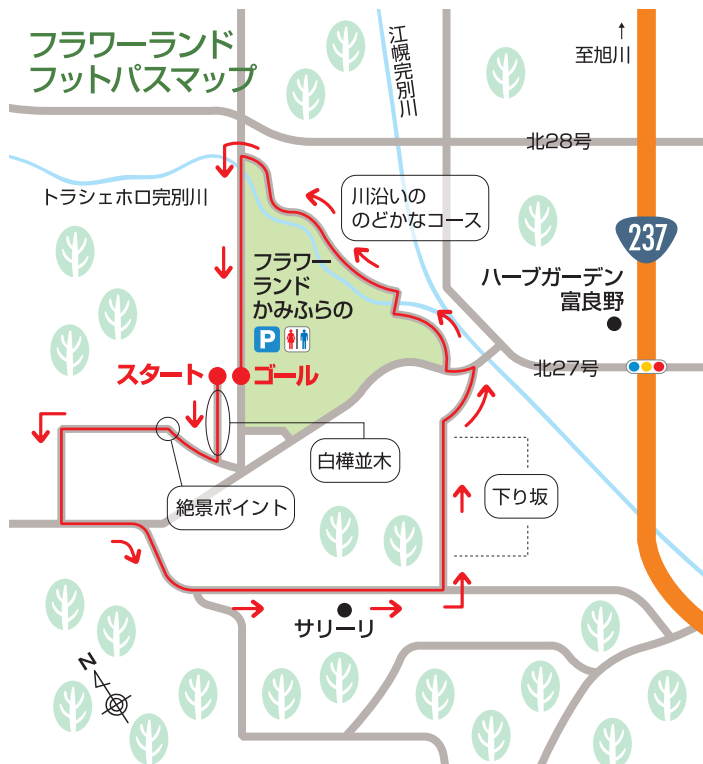 フラワーランド
フットパスマップ
江幌完別川
↑
至旭川
北28号
トラシェホロ完別川
川沿いの
のどかなコース
237
フラワー
ランド
かみふらの
P
ハーブガーデン
富良野
スタート
ゴール
北27号
白樺並木
絶景ポイント
下り坂
サリーリ
N